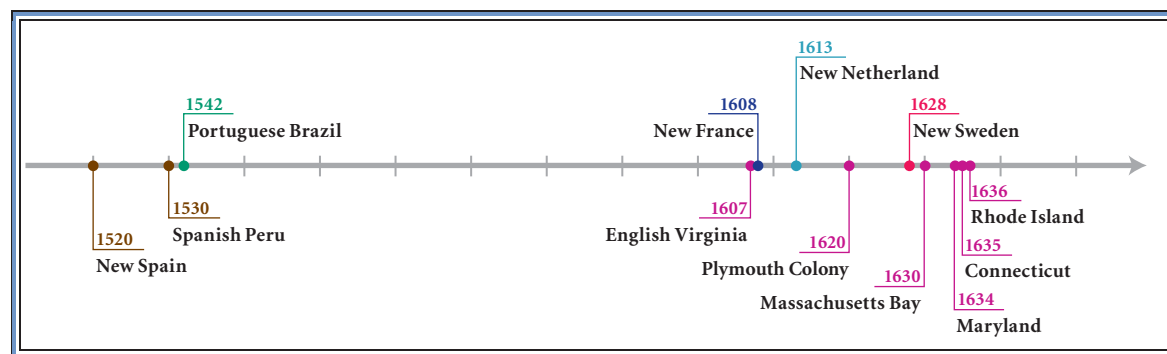 1520
New Spain
1530
Spanish Peru
1542
Portuguese Brazil
1607
English Virginia
1608
New France
1613
New Netherland
1620
Plymouth Colony
1628
New Sweden
1630
Massachusetts Bay
1634
Maryland
1635
Connecticut
1636
Rhode Island